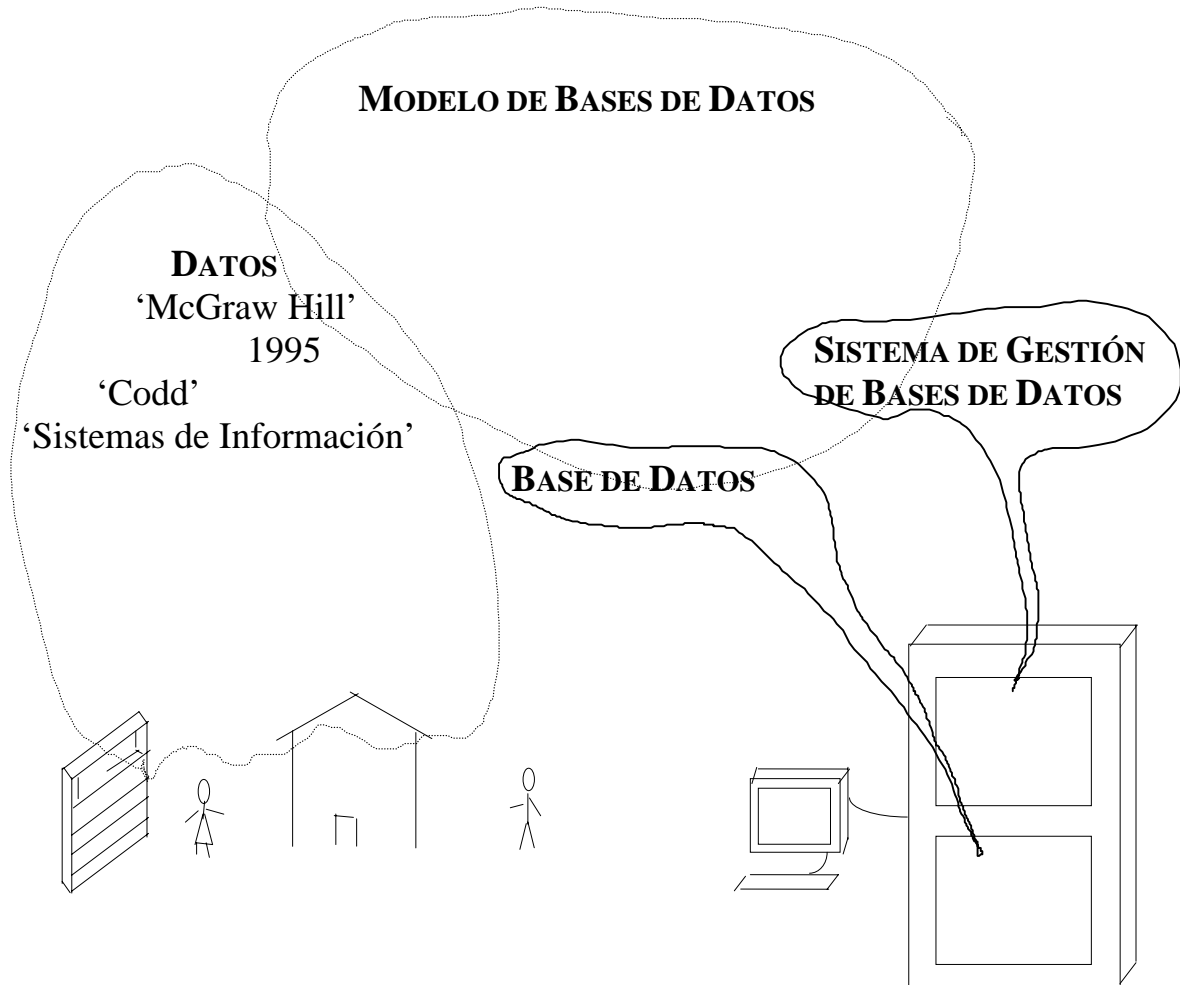 MODELO DE BASES DE DATOS
DATOS
‘McGraw Hill’
1995
‘Codd’
‘Sistemas de Información’
SISTEMA DE GESTIÓN
DE BASES DE DATOS
BASE DE DATOS